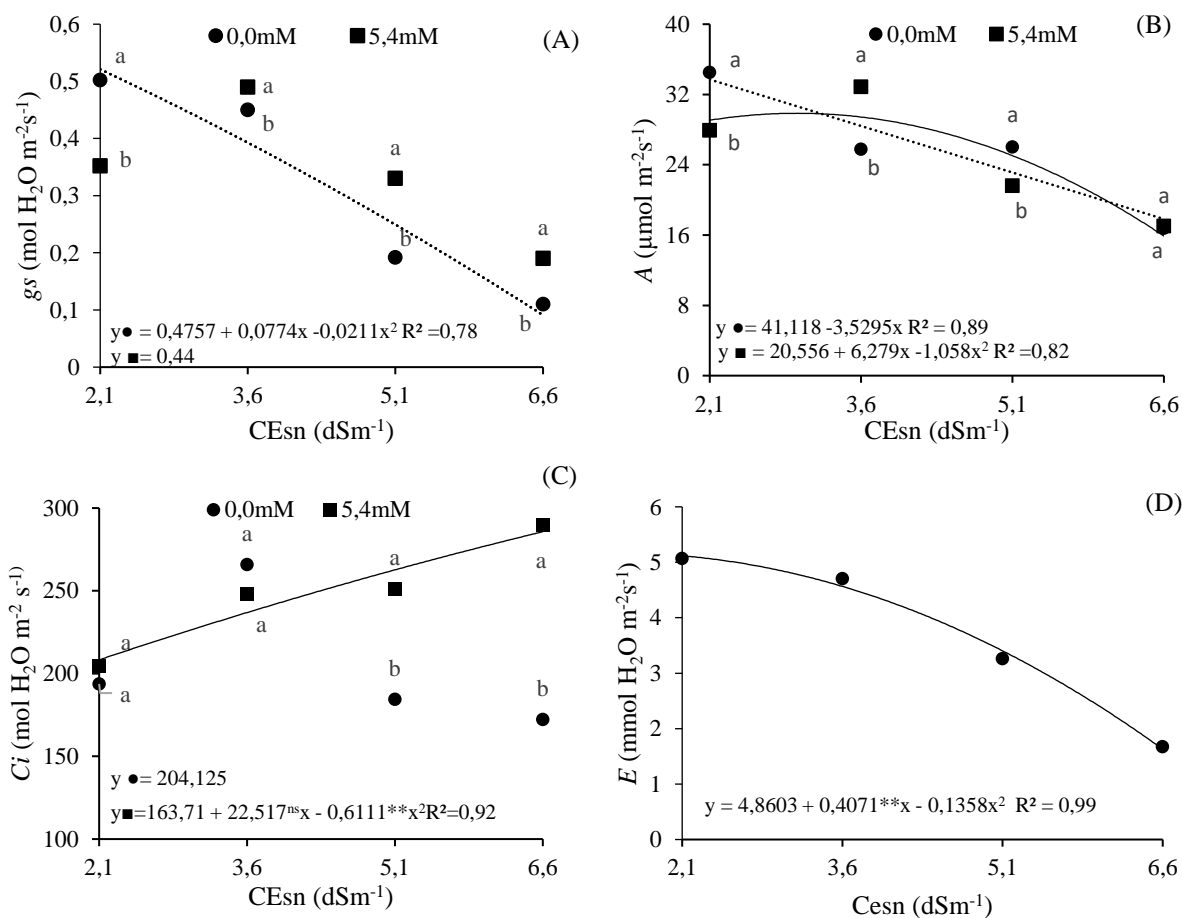 (A)
0,0mM 5,4mM
0,6
0,5
0,4
0,3
0,2
0,1
0
gs (mol H₂O m⁻²s⁻¹)
a
b
a
b
a
b
a
b
y● = 0,4757 + 0,0774x -0,0211x² R² =0,78
y ■ = 0,44
2,1 3,6 5,1 6,6
CEsn (dSm⁻¹)
(B)
0,0mM 5,4mM
40
32
24
16
8
0
A (µmol m⁻²s⁻¹)
a
b
a
b
a
b
a
a
y ●= 41,118 -3,5295x R² = 0,89
y ■ = 20,556 + 6,279x -1,058x² R² =0,82
2,1 3,6 5,1 6,6
CEsn (dSm⁻¹)
(C)
0,0mM 5,4mM
300
250
200
150
100
Ci (mol H₂O m⁻² s⁻¹)
a
a
a
a
a
b
a
b
y ●= 204,125
y■=163,71 + 22,517ⁿˢx - 0,6111**x²R²=0,92
2,1 3,6 5,1 6,6
CEsn (dSm⁻¹)
(D)
6
5
4
3
2
1
0
E (mmol H₂O m⁻²s⁻¹)
y = 4,8603 + 0,4071**x - 0,1358x² R² = 0,99
2,1 3,6 5,1 6,6
Cesn (dSm⁻¹)